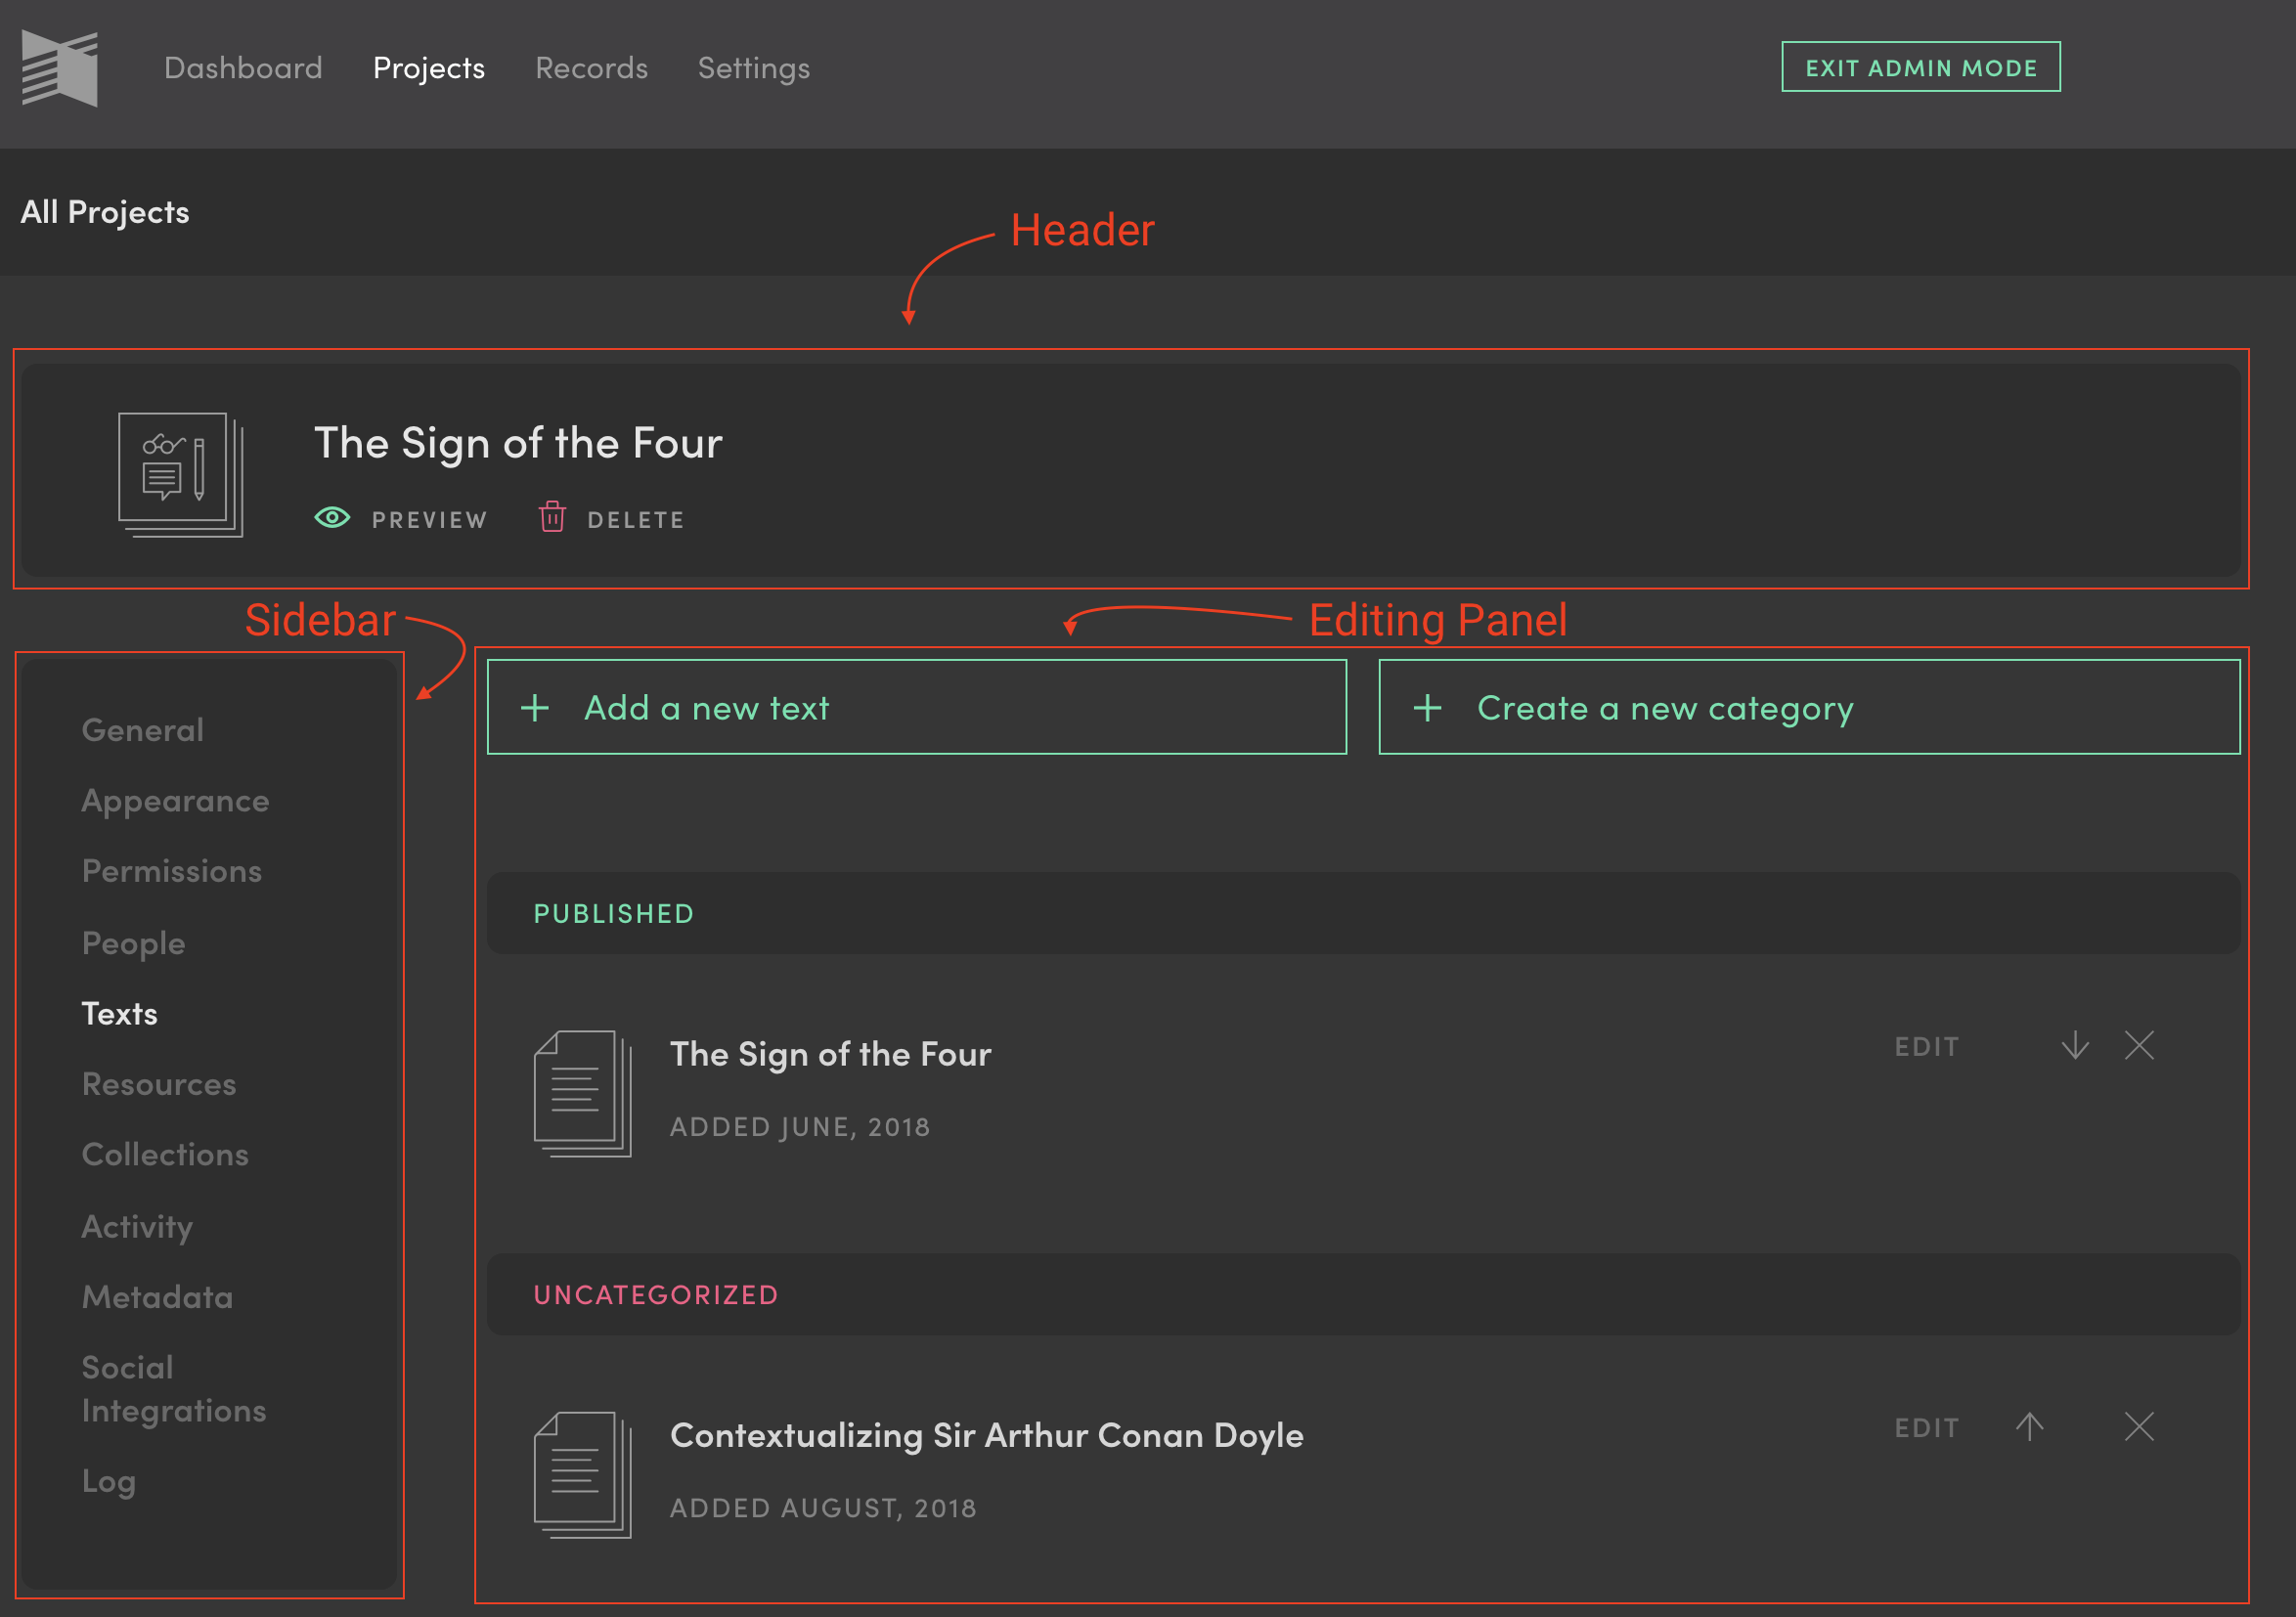 Dashboard Projects Records Settings EXIT ADMIN MODE
All Projects
Header
The Sign of the Four
PREVIEW DELETE
Sidebar
Editing Panel
General
Appearance
Permissions
People
Texts
Resources
Collections
Activity
Metadata
Social
Integrations
Log
+ Add a new text
+ Create a new category
PUBLISHED
The Sign of the Four
EDIT
ADDED JUNE, 2018
UNCATEGORIZED
Contextualizing Sir Arthur Conan Doyle
EDIT
ADDED AUGUST, 2018